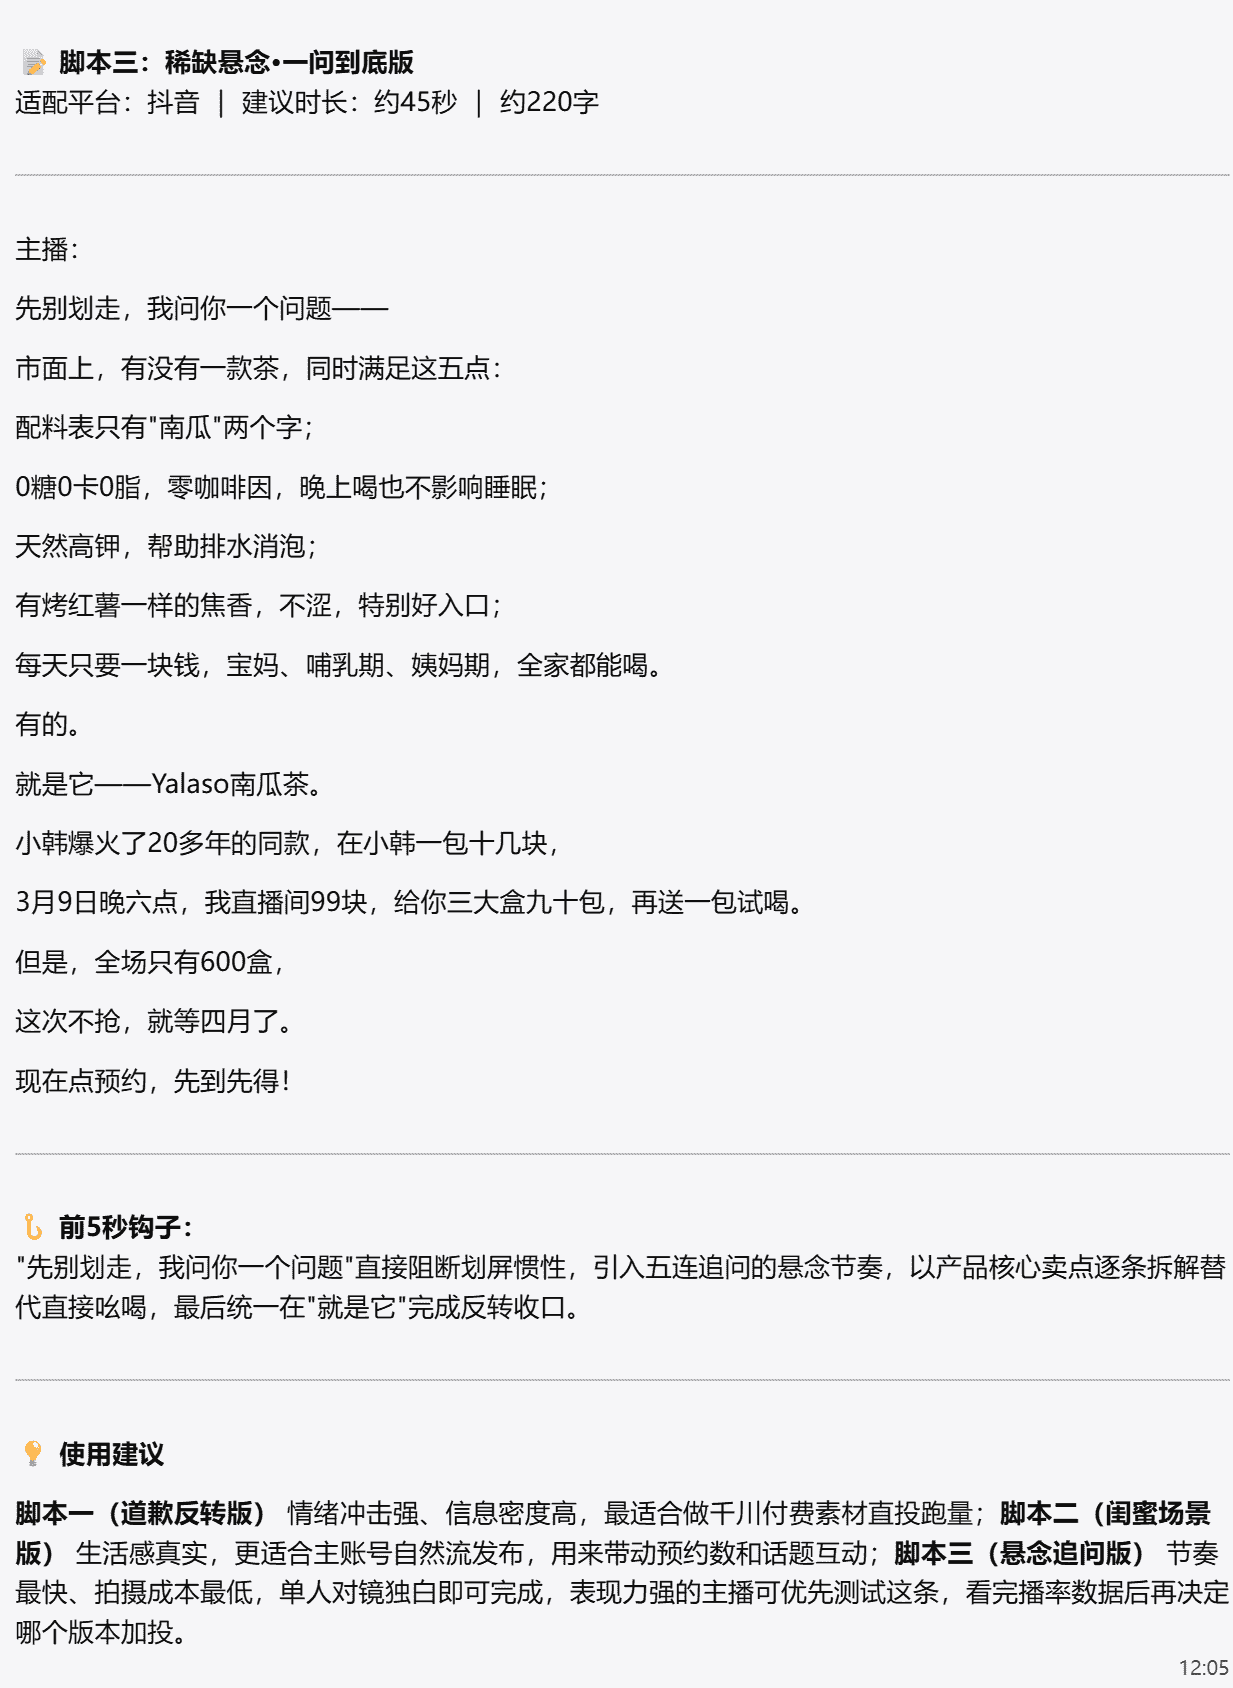 📝 脚本三：稀缺悬念•一问到底版
适配平台：抖音 ｜ 建议时长：约45秒 ｜ 约220字
主播：
先别划走，我问你一个问题——
市面上，有没有一款茶，同时满足这五点：
配料表只有"南瓜"两个字；
0糖0卡0脂，零咖啡因，晚上喝也不影响睡眠；
天然高钾，帮助排水消泡；
有烤红薯一样的焦香，不涩，特别好入口；
每天只要一块钱，宝妈、哺乳期、姨妈期，全家都能喝。
有的。
就是它——Yalaso南瓜茶。
小韩爆火了20多年的同款，在小韩一包十几块，
3月9日晚六点，我直播间99块，给你三大盒九十包，再送一包试喝。
但是，全场只有600盒，
这次不抢，就等四月了。
现在点预约，先到先得！
🪝 前5秒钩子：
"先别划走，我问你一个问题"直接阻断划屏惯性，引入五连追问的悬念节奏，以产品核心卖点逐条拆解替
代直接吆喝，最后统一在"就是它"完成反转收口。
💡 使用建议
脚本一（道歉反转版） 情绪冲击强、信息密度高，最适合做千川付费素材直投跑量；脚本二（闺蜜场景
版） 生活感真实，更适合主账号自然流发布，用来带动预约数和话题互动；脚本三（悬念追问版） 节奏
最快、拍摄成本最低，单人对镜独白即可完成，表现力强的主播可优先测试这条，看完播率数据后再决定
哪个版本加投。
12:05